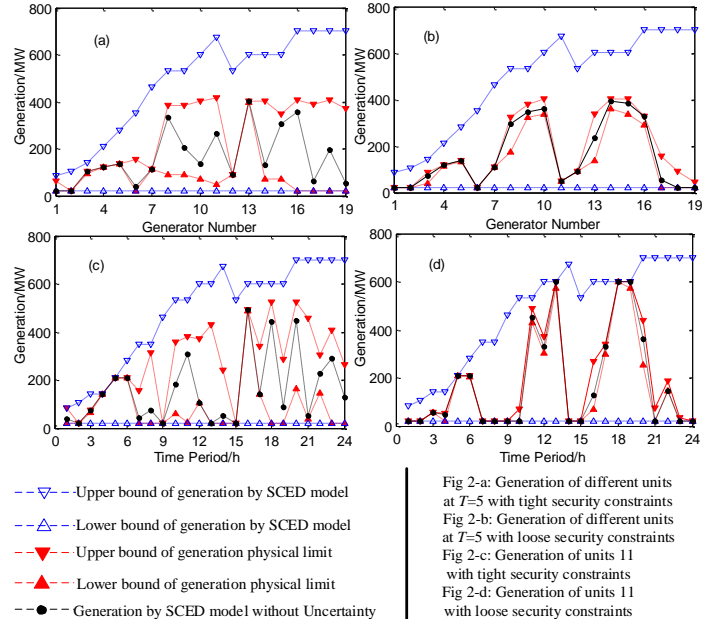 800
600
400
200
0
(a)
Generation/MW
1 4 7 10 13 16 19
Generator Number
800
600
400
200
0
(b)
Generation/MW
1 4 7 10 13 16 19
Generator Number
800
600
400
200
0
(c)
Generation/MW
0 3 6 9 12 15 18 21 24
Time Period/h
800
600
400
200
0
(d)
Generation/MW
0 3 6 9 12 15 18 21 24
Time Period/h
Upper bound of generation by SCED model
Lower bound of generation by SCED model
Upper bound of generation physical limit
Lower bound of generation physical limit
Generation by SCED model without Uncertainty
Fig 2-a: Generation of different units
at T=5 with tight security constraints
Fig 2-b: Generation of different units
at T=5 with loose security constraints
Fig 2-c: Generation of units 11
with tight security constraints
Fig 2-d: Generation of units 11
with loose security constraints